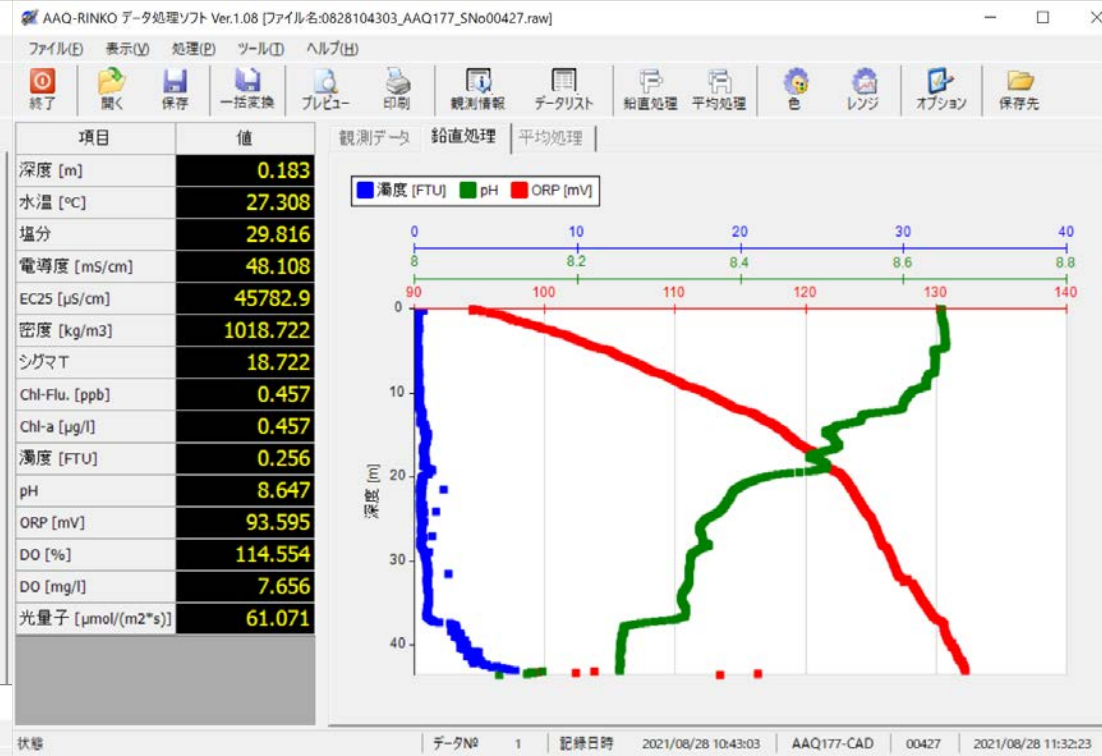 AAQ-RINKO データ処理ソフト Ver.1.08 [ファイル名:0828104303_AAQ177_SNo00427.raw]
ファイル(F) 表示(V) 処理(P) ツール(T) ヘルプ(H)
終了 開く 保存 一括変換 プレビュー 印刷 観測情報 データリスト 鉛直処理 平均処理 色 レンジ オプション 保存先
項目 値
深度 [m] 0.183
水温 [℃] 27.308
塩分 29.816
電導度 [mS/cm] 48.108
EC25 [μS/cm] 45782.9
密度 [kg/m3] 1018.722
シグマT 18.722
Chl-Flu. [ppb] 0.457
Chl-a [μg/l] 0.457
濁度 [FTU] 0.256
pH 8.647
ORP [mV] 93.595
DO [%] 114.554
DO [mg/l] 7.656
光量子 [μmol/(m2*s)] 61.071
観測データ 鉛直処理 平均処理
濁度 [FTU] pH ORP [mV]
0 10 20 30 40
8 8.2 8.4 8.6 8.8
90 100 110 120 130 140
0
10
20
30
40
深度 [m]
状態 データNº 1 記録日時 2021/08/28 10:43:03 AAQ177-CAD 00427 2021/08/28 11:32:23